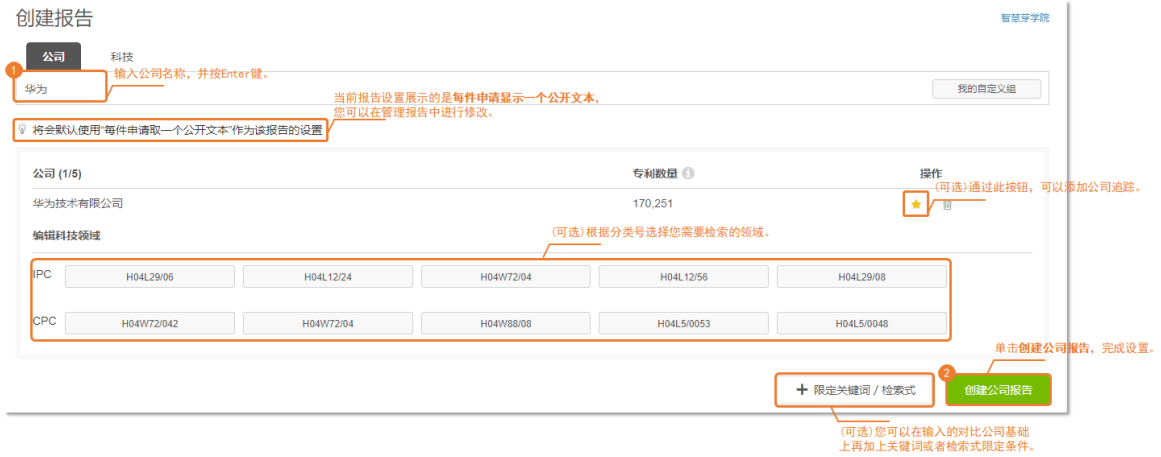 创建报告
智慧芽学院
公司 科技
1
输入公司名称，并按Enter键。
华为
我的自定义组
当前报告设置展示的是每件申请显示一个公开文本，
您可以在管理报告中进行修改。
将会默认使用“每件申请取一个公开文本”作为该报告的设置
公司 (1/5) 专利数量 操作
(可选)通过此按钮，可以添加公司追踪。
华为技术有限公司 170,251
编辑科技领域
(可选)根据分类号选择您需要检索的领域。
IPC H04L29/06 H04L12/24 H04W72/04 H04L12/56 H04L29/08
CPC H04W72/042 H04W72/04 H04W88/08 H04L5/0053 H04L5/0048
单击创建公司报告，完成设置。
2
+ 限定关键词 / 检索式 创建公司报告
(可选)您可以在输入的对比公司基础
上再加上关键词或者检索式限定条件。